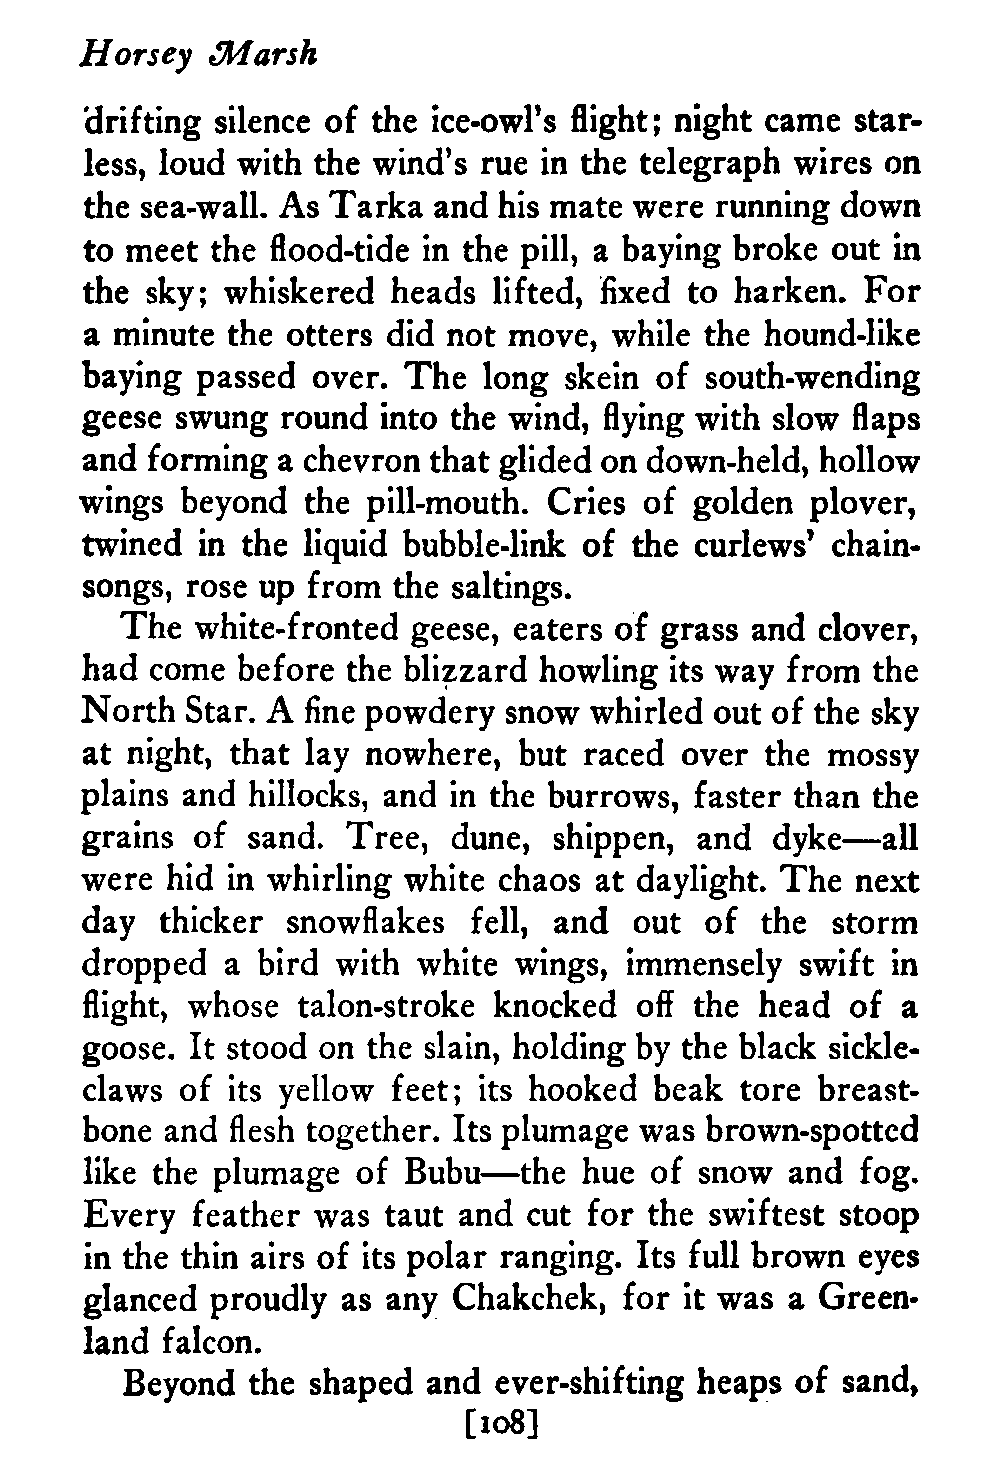 Horsey Marsh
drifting silence of the ice-owl's flight; night came star-
less, loud with the wind's rue in the telegraph wires on
the sea-wall. As Tarka and his mate were running down
to meet the flood-tide in the pill, a baying broke out in
the sky; whiskered heads lifted, fixed to harken. For
a minute the otters did not move, while the hound-like
baying passed over. The long skein of south-wending
geese swung round into the wind, flying with slow flaps
and forming a chevron that glided on down-held, hollow
wings beyond the pill-mouth. Cries of golden plover,
twined in the liquid bubble-link of the curlews' chain-
songs, rose up from the saltings.
The white-fronted geese, eaters of grass and clover,
had come before the blizzard howling its way from the
North Star. A fine powdery snow whirled out of the sky
at night, that lay nowhere, but raced over the mossy
plains and hillocks, and in the burrows, faster than the
grains of sand. Tree, dune, shippen, and dyke—all
were hid in whirling white chaos at daylight. The next
day thicker snowflakes fell, and out of the storm
dropped a bird with white wings, immensely swift in
flight, whose talon-stroke knocked off the head of a
goose. It stood on the slain, holding by the black sickle-
claws of its yellow feet; its hooked beak tore breast-
bone and flesh together. Its plumage was brown-spotted
like the plumage of Bubu—the hue of snow and fog.
Every feather was taut and cut for the swiftest stoop
in the thin airs of its polar ranging. Its full brown eyes
glanced proudly as any Chakchek, for it was a Green-
land falcon.
Beyond the shaped and ever-shifting heaps of sand,
[108]